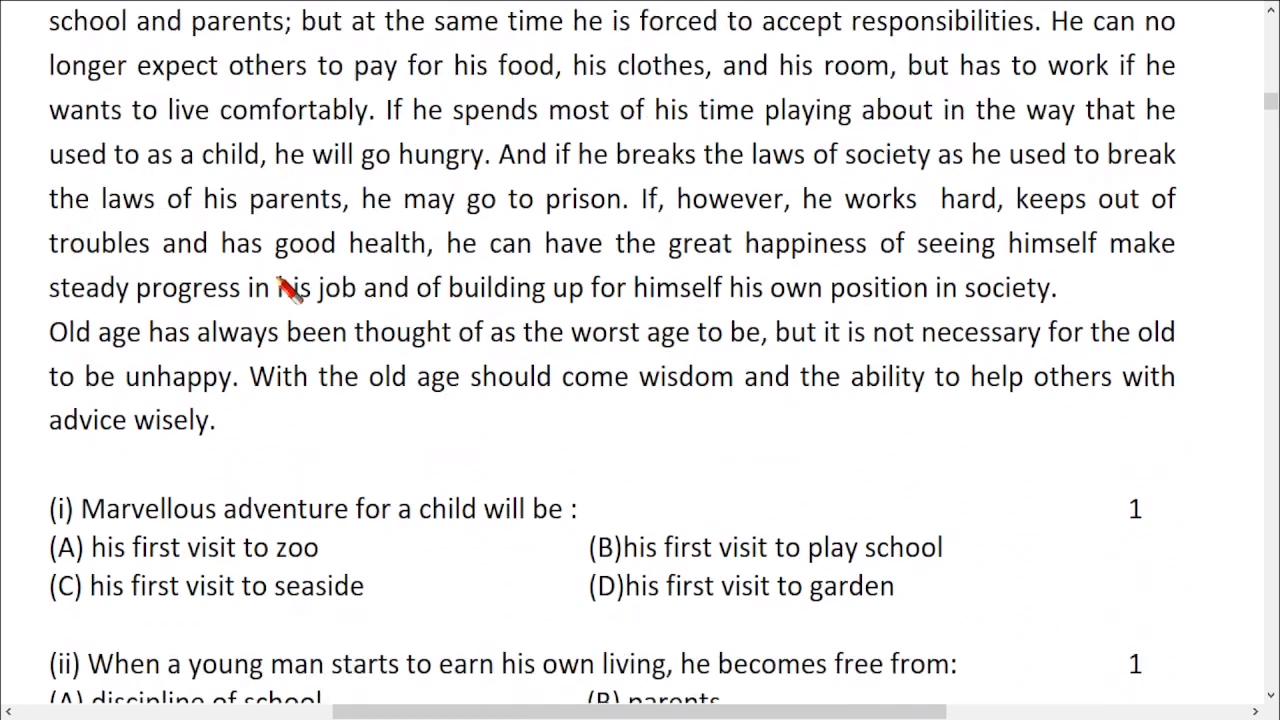 school and parents; but at the same time he is forced to accept responsibilities. He can no
longer expect others to pay for his food, his clothes, and his room, but has to work if he
wants to live comfortably. If he spends most of his time playing about in the way that he
used to as a child, he will go hungry. And if he breaks the laws of society as he used to break
the laws of his parents, he may go to prison. If, however, he works hard, keeps out of
troubles and has good health, he can have the great happiness of seeing himself make
steady progress in his job and of building up for himself his own position in society.
Old age has always been thought of as the worst age to be, but it is not necessary for the old
to be unhappy. With the old age should come wisdom and the ability to help others with
advice wisely.
(i) Marvellous adventure for a child will be : 1
(A) his first visit to zoo (B)his first visit to play school
(C) his first visit to seaside (D)his first visit to garden
(ii) When a young man starts to earn his own living, he becomes free from: 1
(A) discipline of school (B) parents